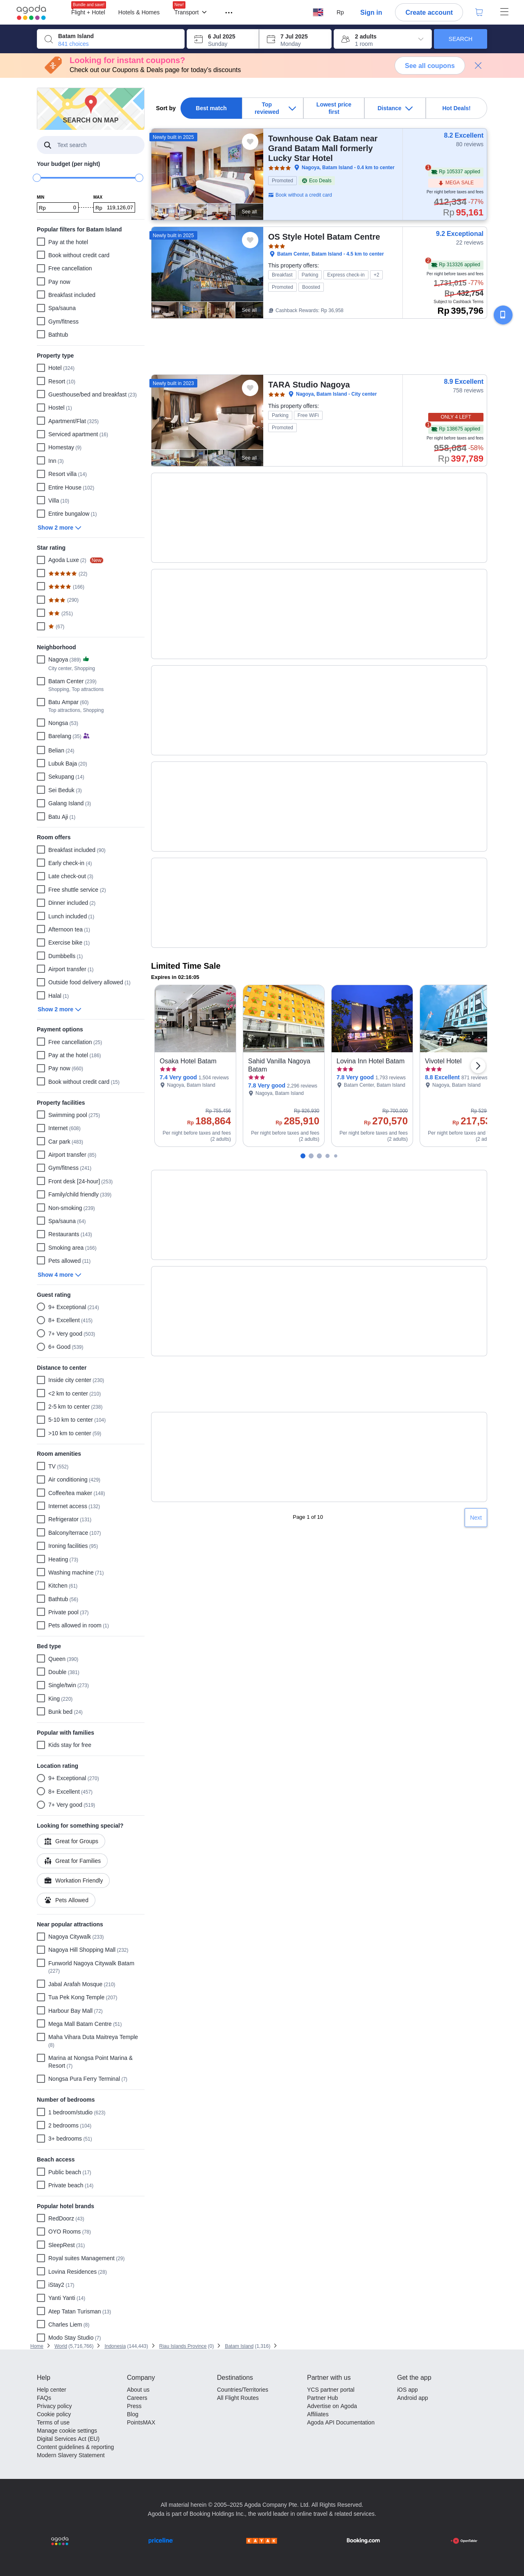 agoda
Bundle and save!
Flight + Hotel
Hotels & Homes
New!
Transport
Rp
Sign in
Create account
Batam Island
841 choices
6 Jul 2025
Sunday
7 Jul 2025
Monday
2 adults
1 room
SEARCH
Looking for instant coupons?
Check out our Coupons & Deals page for today's discounts
See all coupons
SEARCH ON MAP
Text search
Your budget (per night)
MIN
MAX
Rp 0
Rp 119,126,07
Popular filters for Batam Island
Pay at the hotel
Book without credit card
Free cancellation
Pay now
Breakfast included
Spa/sauna
Gym/fitness
Bathtub
Property type
Hotel (324)
Resort (10)
Guesthouse/bed and breakfast (23)
Hostel (1)
Apartment/Flat (325)
Serviced apartment (16)
Homestay (9)
Inn (3)
Resort villa (14)
Entire House (102)
Villa (10)
Entire bungalow (1)
Show 2 more
Star rating
Agoda Luxe (2) New
(22)
(166)
(290)
(251)
(67)
Neighborhood
Nagoya (369)
City center, Shopping
Batam Center (239)
Shopping, Top attractions
Batu Ampar (60)
Top attractions, Shopping
Nongsa (53)
Barelang (35)
Belian (24)
Lubuk Baja (20)
Sekupang (14)
Sei Beduk (3)
Galang Island (3)
Batu Aji (1)
Room offers
Breakfast included (90)
Early check-in (4)
Late check-out (3)
Free shuttle service (2)
Dinner included (2)
Lunch included (1)
Afternoon tea (1)
Exercise bike (1)
Dumbbells (1)
Airport transfer (1)
Outside food delivery allowed (1)
Halal (1)
Show 2 more
Payment options
Free cancellation (25)
Pay at the hotel (186)
Pay now (660)
Book without credit card (15)
Property facilities
Swimming pool (275)
Internet (608)
Car park (493)
Airport transfer (85)
Gym/fitness (241)
Front desk [24-hour] (253)
Family/child friendly (339)
Non-smoking (239)
Spa/sauna (64)
Restaurants (143)
Smoking area (186)
Pets allowed (11)
Show 4 more
Guest rating
9+ Exceptional (214)
8+ Excellent (415)
7+ Very good (503)
6+ Good (539)
Distance to center
Inside city center (230)
<2 km to center (210)
2-5 km to center (238)
5-10 km to center (104)
>10 km to center (59)
Room amenities
TV (552)
Air conditioning (429)
Coffee/tea maker (148)
Internet access (132)
Refrigerator (131)
Balcony/terrace (107)
Ironing facilities (95)
Heating (73)
Washing machine (71)
Kitchen (61)
Bathtub (56)
Private pool (37)
Pets allowed in room (1)
Bed type
Queen (390)
Double (381)
Single/twin (273)
King (220)
Bunk bed (24)
Popular with families
Kids stay for free
Location rating
9+ Exceptional (270)
8+ Excellent (457)
7+ Very good (519)
Looking for something special?
Great for Groups
Great for Families
Workation Friendly
Pets Allowed
Near popular attractions
Nagoya Citywalk (233)
Nagoya Hill Shopping Mall (232)
Funworld Nagoya Citywalk Batam
(227)
Jabal Arafah Mosque (210)
Tua Pek Kong Temple (207)
Harbour Bay Mall (72)
Mega Mall Batam Centre (51)
Maha Vihara Duta Maitreya Temple
(8)
Marina at Nongsa Point Marina &
Resort (7)
Nongsa Pura Ferry Terminal (7)
Number of bedrooms
1 bedroom/studio (623)
2 bedrooms (104)
3+ bedrooms (51)
Beach access
Public beach (17)
Private beach (14)
Popular hotel brands
RedDoorz (43)
OYO Rooms (78)
SleepRest (31)
Royal suites Management (29)
Lovina Residences (28)
iStay2 (17)
Yanti Yanti (14)
Atep Tatan Turisman (13)
Charles Liem (8)
Modo Stay Studio (7)
Sort by
Best match
Top
reviewed
Lowest price
first
Distance
Hot Deals!
Newly built in 2025
See all
Townhouse Oak Batam near
Grand Batam Mall formerly
Lucky Star Hotel
Nagoya, Batam Island - 0.4 km to center
Promoted
Eco Deals
Book without a credit card
8.2 Excellent
80 reviews
1
Rp 105337 applied
MEGA SALE
Per night before taxes and fees
412,334 -77%
Rp 95,161
Newly built in 2025
See all
OS Style Hotel Batam Centre
Batam Center, Batam Island - 4.5 km to center
This property offers:
Breakfast
Parking
Express check-in
+2
Promoted
Boosted
Cashback Rewards: Rp 36,958
9.2 Exceptional
22 reviews
2
Rp 313326 applied
Per night before taxes and fees
1,731,015 -77%
Rp 432,754
Subject to Cashback Terms
Rp 395,796
Newly built in 2023
See all
TARA Studio Nagoya
Nagoya, Batam Island - City center
This property offers:
Parking
Free WiFi
Promoted
8.9 Excellent
758 reviews
ONLY 4 LEFT
1
Rp 138675 applied
Per night before taxes and fees
958,084 -58%
Rp 397,789
Limited Time Sale
Expires in 02:16:05
Osaka Hotel Batam
7.4 Very good 1,504 reviews
Nagoya, Batam Island
Rp 755,456
Rp 188,864
Per night before taxes and fees
(2 adults)
Sahid Vanilla Nagoya
Batam
7.8 Very good 2,296 reviews
Nagoya, Batam Island
Rp 285,910
Per night before taxes and fees
(2 adults)
Lovina Inn Hotel Batam
7.8 Very good 1,793 reviews
Batam Center, Batam Island
Rp 700,000
Rp 270,570
Per night before taxes and fees
(2 adults)
Vivotel Hotel
8.8 Excellent 871 reviews
Nagoya, Batam Island
Rp 217,53
Per night before taxes and
(2 ad
Page 1 of 10
Next
Home
World (5,716,766)
Indonesia (144,443)
Riau Islands Province (0)
Batam Island (1,316)
Help
Help center
FAQs
Privacy policy
Cookie policy
Terms of use
Manage cookie settings
Digital Services Act (EU)
Content guidelines & reporting
Modern Slavery Statement
Company
About us
Careers
Press
Blog
PointsMAX
Destinations
Countries/Territories
All Flight Routes
Partner with us
YCS partner portal
Partner Hub
Advertise on Agoda
Affiliates
Agoda API Documentation
Get the app
iOS app
Android app
All material herein © 2005–2025 Agoda Company Pte. Ltd. All Rights Reserved.
Agoda.com is part of Booking Holdings Inc., the world leader in online travel & related services.
agoda
priceline
KAYAK
Booking.com
OpenTable